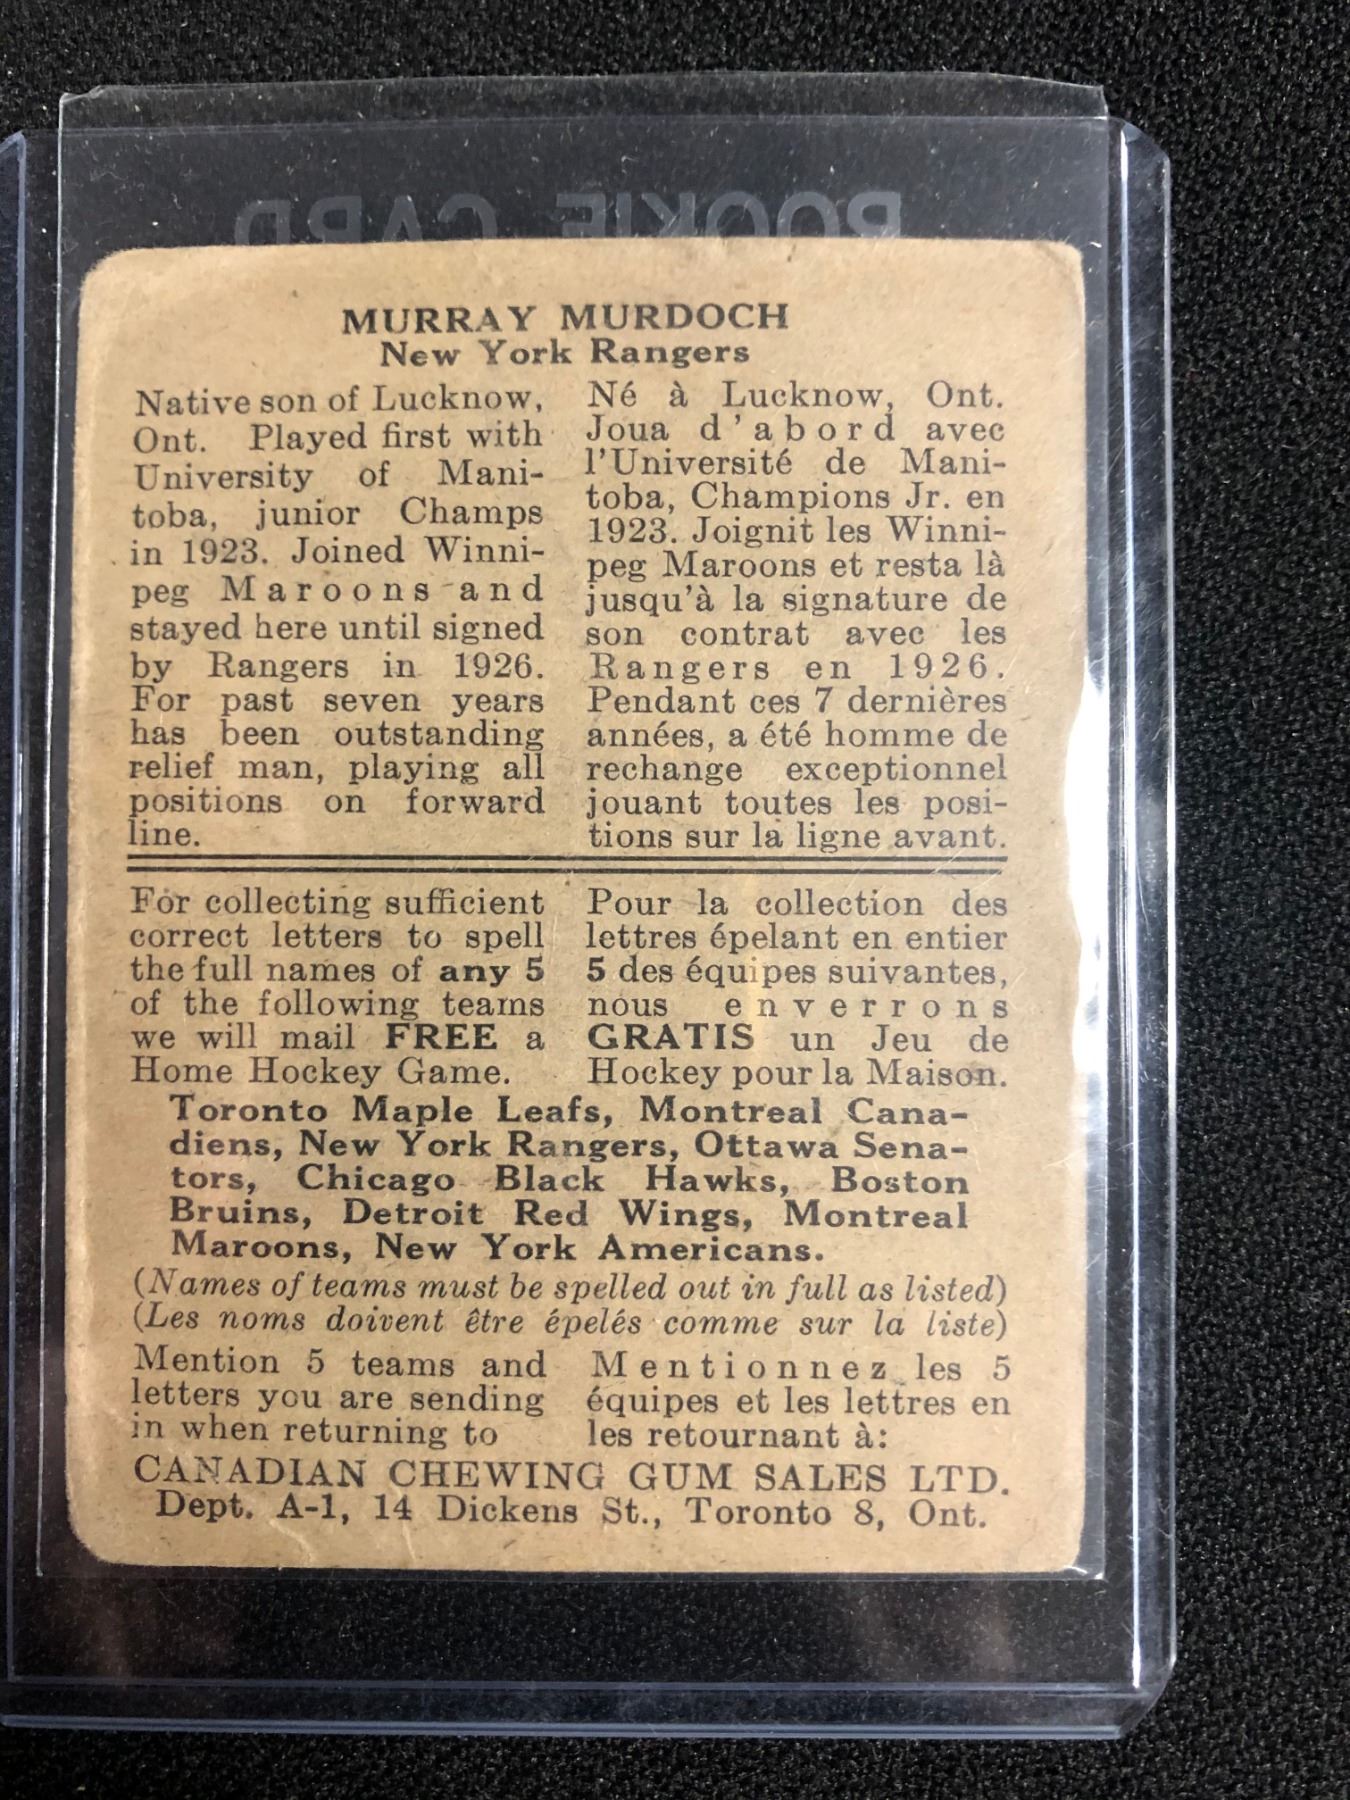 ROOKIE CARD
MURRAY MURDOCH
New York Rangers
Native son of Lucknow,
Ont. Played first with
University of Mani-
toba, junior Champs
in 1923. Joined Winni-
peg Maroons and
stayed here until signed
by Rangers in 1926.
For past seven years
has been outstanding
relief man, playing all
positions on forward
line.
Né à Lucknow, Ont.
Joua d'abord avec
l'Université de Mani-
toba, Champions Jr. en
1923. Joignit les Winni-
peg Maroons et resta là
jusqu'à la signature de
son contrat avec les
Rangers en 1926.
Pendant ces 7 dernières
années, a été homme de
rechange exceptionnel
jouant toutes les posi-
tions sur la ligne avant.
For collecting sufficient
correct letters to spell
the full names of any 5
of the following teams
we will mail FREE a
Home Hockey Game.
Pour la collection des
lettres épelant en entier
5 des équipes suivantes,
nous enverrons
GRATIS un Jeu de
Hockey pour la Maison.
Toronto Maple Leafs, Montreal Cana-
diens, New York Rangers, Ottawa Sena-
tors, Chicago Black Hawks, Boston
Bruins, Detroit Red Wings, Montreal
Maroons, New York Americans.
(Names of teams must be spelled out in full as listed)
(Les noms doivent être épelés comme sur la liste)
Mention 5 teams and
letters you are sending
in when returning to
Mentionnez les 5
équipes et les lettres en
les retournant à:
CANADIAN CHEWING GUM SALES LTD.
Dept. A-1, 14 Dickens St., Toronto 8, Ont.